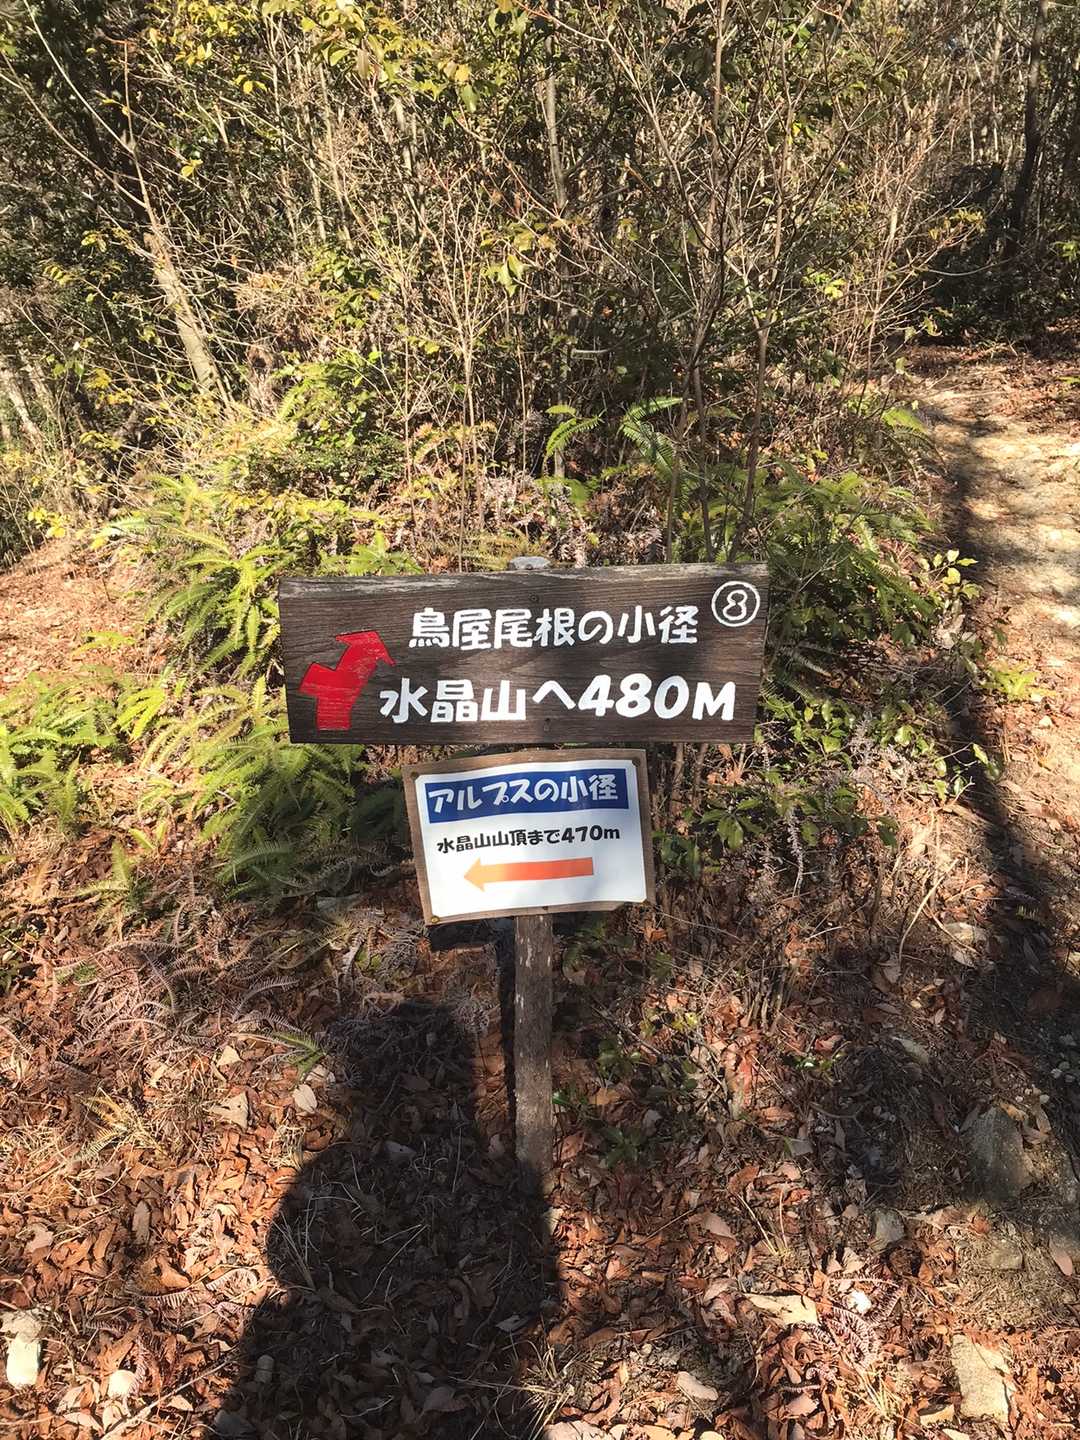 鳥屋尾根の小径 ⑧
水晶山へ480M
アルプスの小径
水晶山山頂まで470m